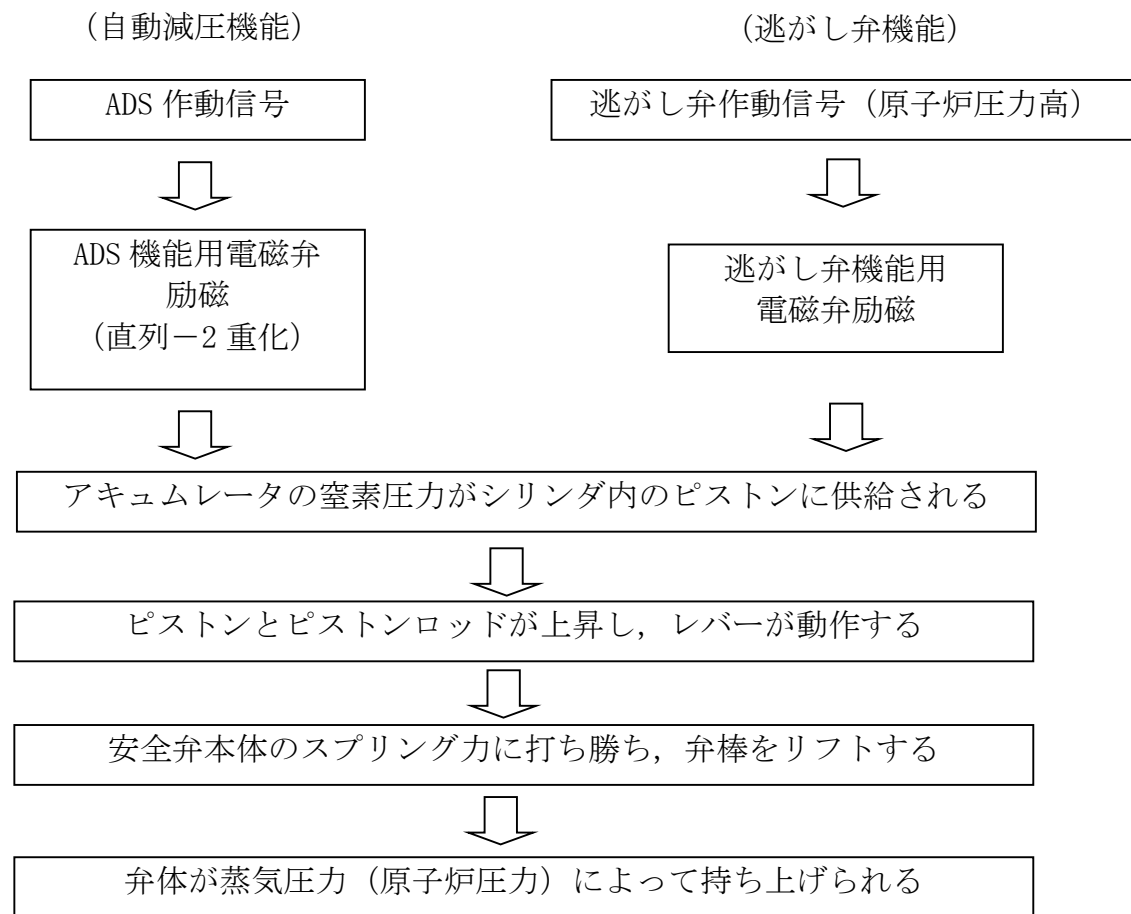 （自動減圧機能）
（逃がし弁機能）
ADS 作動信号
逃がし弁作動信号（原子炉圧力高）
ADS 機能用電磁弁
励磁
（直列－2 重化）
逃がし弁機能用
電磁弁励磁
アキュムレータの窒素圧力がシリンダ内のピストンに供給される
ピストンとピストンロッドが上昇し，レバーが動作する
安全弁本体のスプリング力に打ち勝ち，弁棒をリフトする
弁体が蒸気圧力（原子炉圧力）によって持ち上げられる